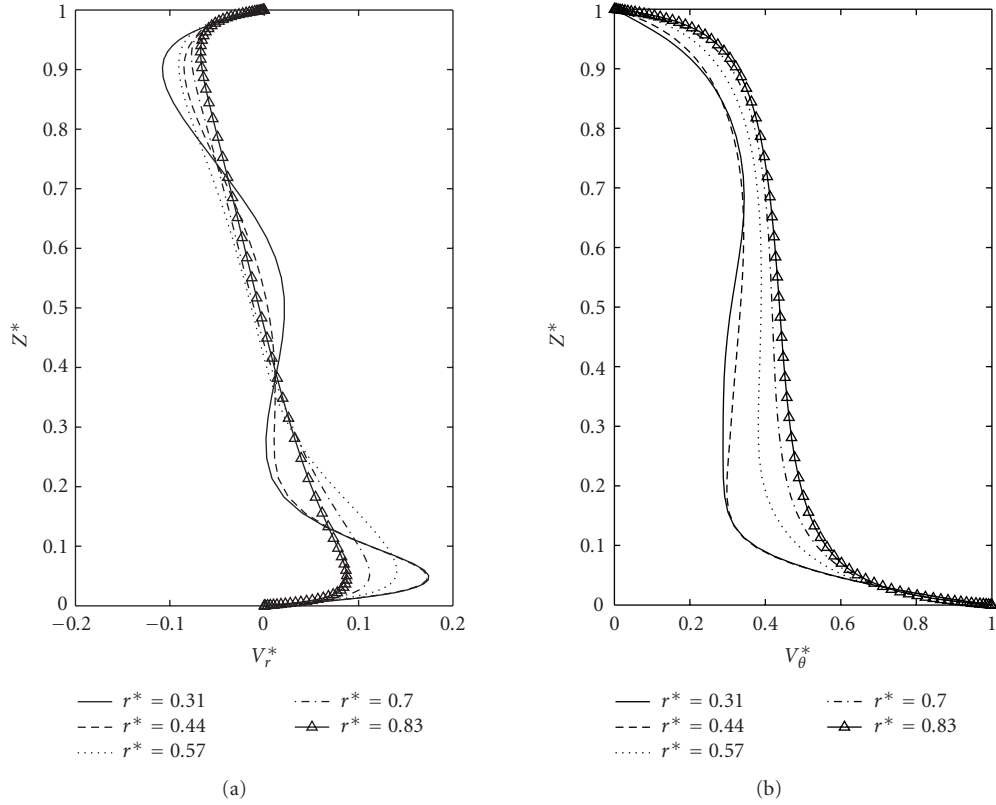 1
0.9
0.8
0.7
0.6
0.5
0.4
0.3
0.2
0.1
0
Z*
−0.2 −0.1 0 0.1 0.2
V_r^*
r* = 0.31
r* = 0.44
r* = 0.57
r* = 0.7
r* = 0.83
(a)
1
0.9
0.8
0.7
0.6
0.5
0.4
0.3
0.2
0.1
0
Z*
0 0.2 0.4 0.6 0.8 1
V_θ^*
r* = 0.31
r* = 0.44
r* = 0.57
r* = 0.7
r* = 0.83
(b)